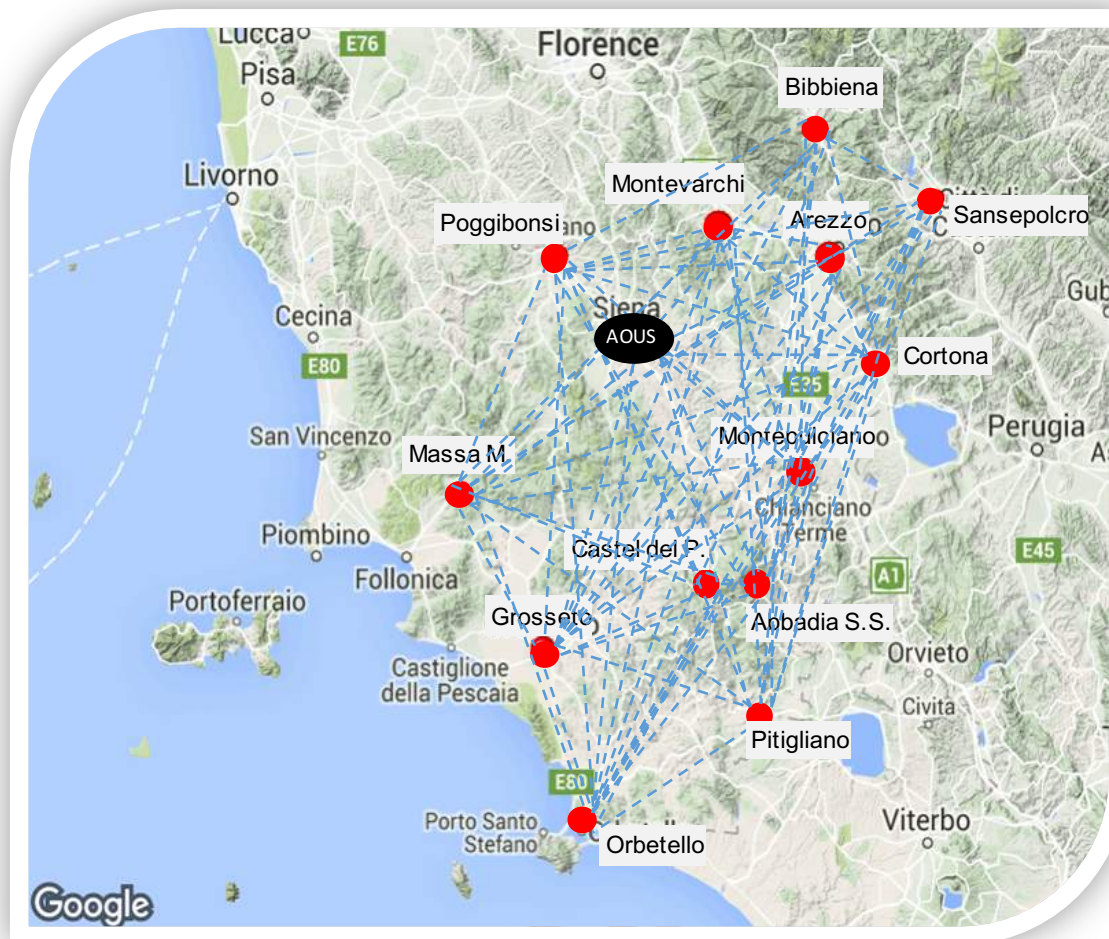 Lucca
E76
Florence
Pisa
Bibbiena
Livorno
Montevarchi
Arezzo
Sansepolcro
Poggibonsi
Siena
Gub
Cecina
AOUS
E80
Cortona
E35
San Vincenzo
Massa M
Montepulciano
Perugia
As
Chianciano
Terme
Piombino
Castel del P.
E45
Follonica
A1
Portoferraio
Grosseto
Abbadia S.S.
Castiglione
della Pescaia
Orvieto
Civita
Pitigliano
E80
Porto Santo
Stefano
Orbetello
Viterbo
Google